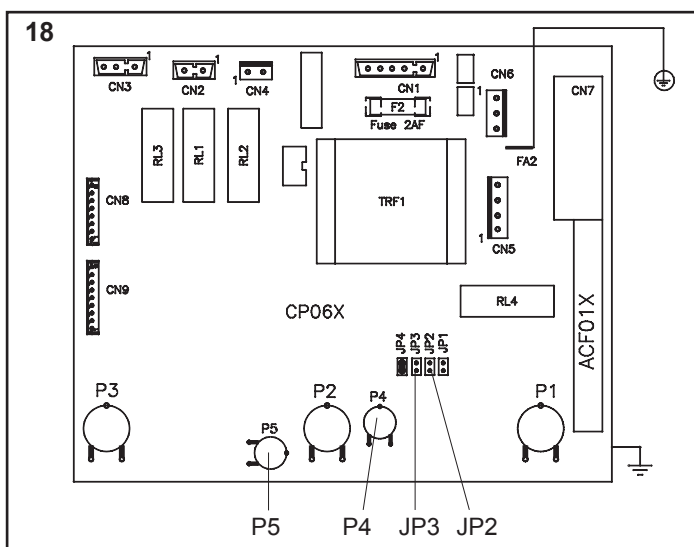 18
1
CN3
1
CN2
1
CN4
1
CN1
F2
Fuse 2AF
1
CN6
CN7
FA2
RL3
RL1
RL2
TRF1
CN8
1
CN5
CN9
RL4
CP06X
ACF01X
JP4
JP3
JP2
JP1
P3
P5
P2
P4
P1
P5
P4
JP3
JP2